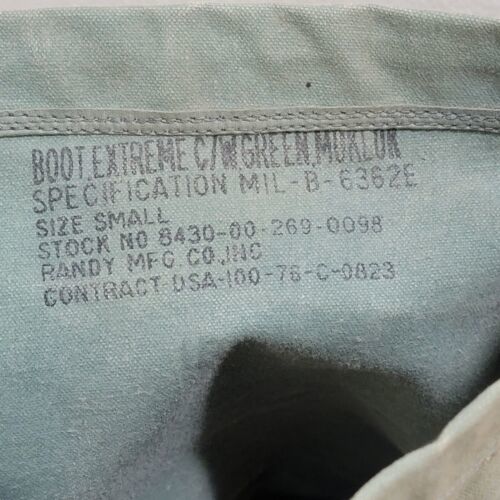 BOOT, EXTREME C/W, GREEN, MUKLUK
SPECIFICATION MIL-B-6362E
SIZE SMALL
STOCK NO 8430-00-269-0098
RANDY MFG CO., INC
CONTRACT DSA-100-76-C-0823